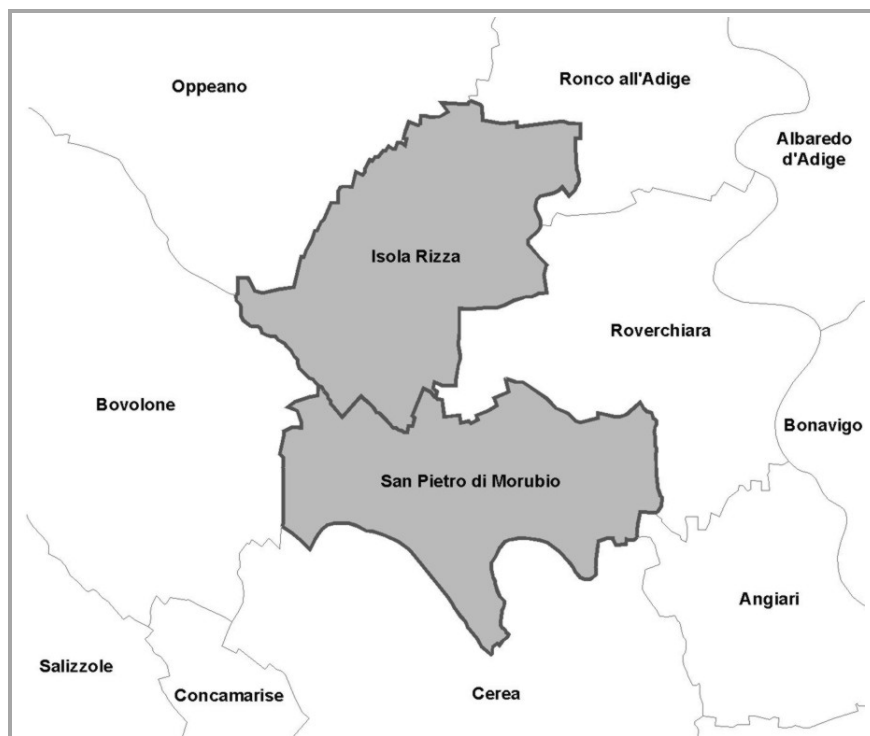 Oppeano
Ronco all'Adige
Albaredo
d'Adige
Isola Rizza
Roverchiara
Bovolone
Bonavigo
San Pietro di Morubio
Angiari
Salizzole
Concamarise
Cerea